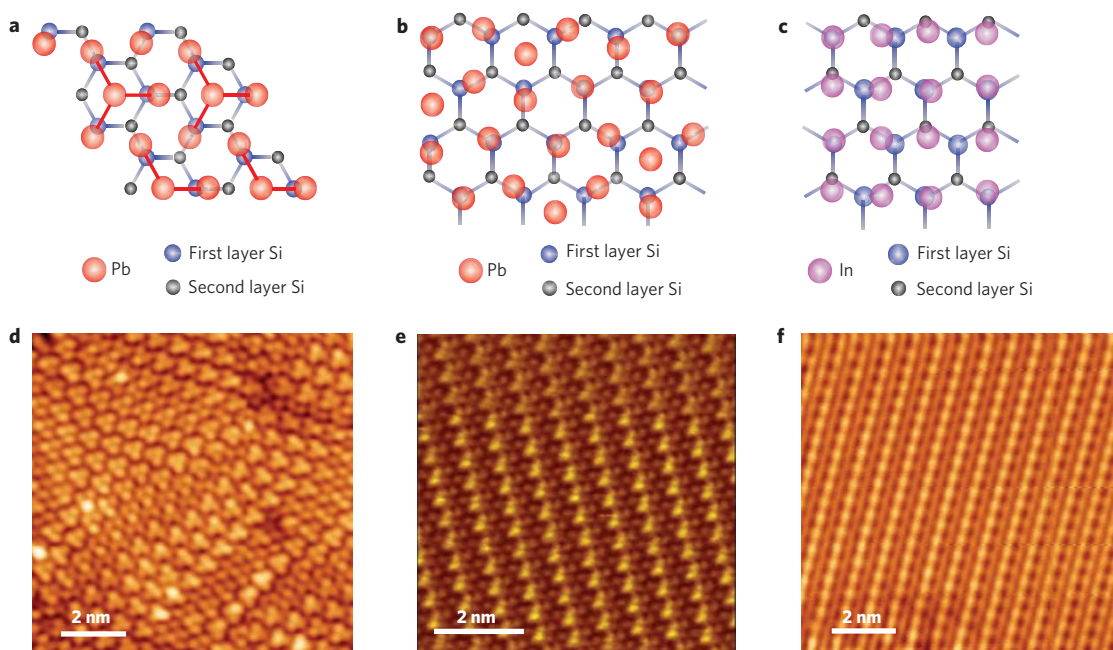 a
b
c
Pb
First layer Si
Second layer Si
Pb
First layer Si
Second layer Si
In
First layer Si
Second layer Si
d
e
f
2 nm
2 nm
2 nm